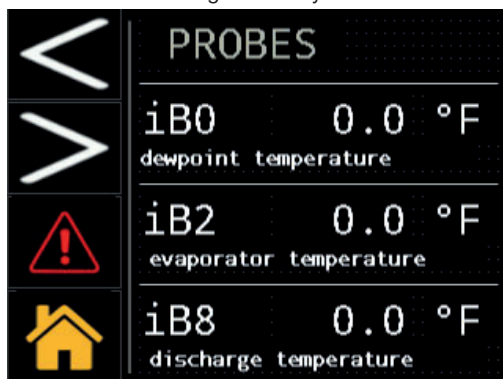 PROBES
iB0 0.0 °F
dewpoint temperature
iB2 0.0 °F
evaporator temperature
iB8 0.0 °F
discharge temperature